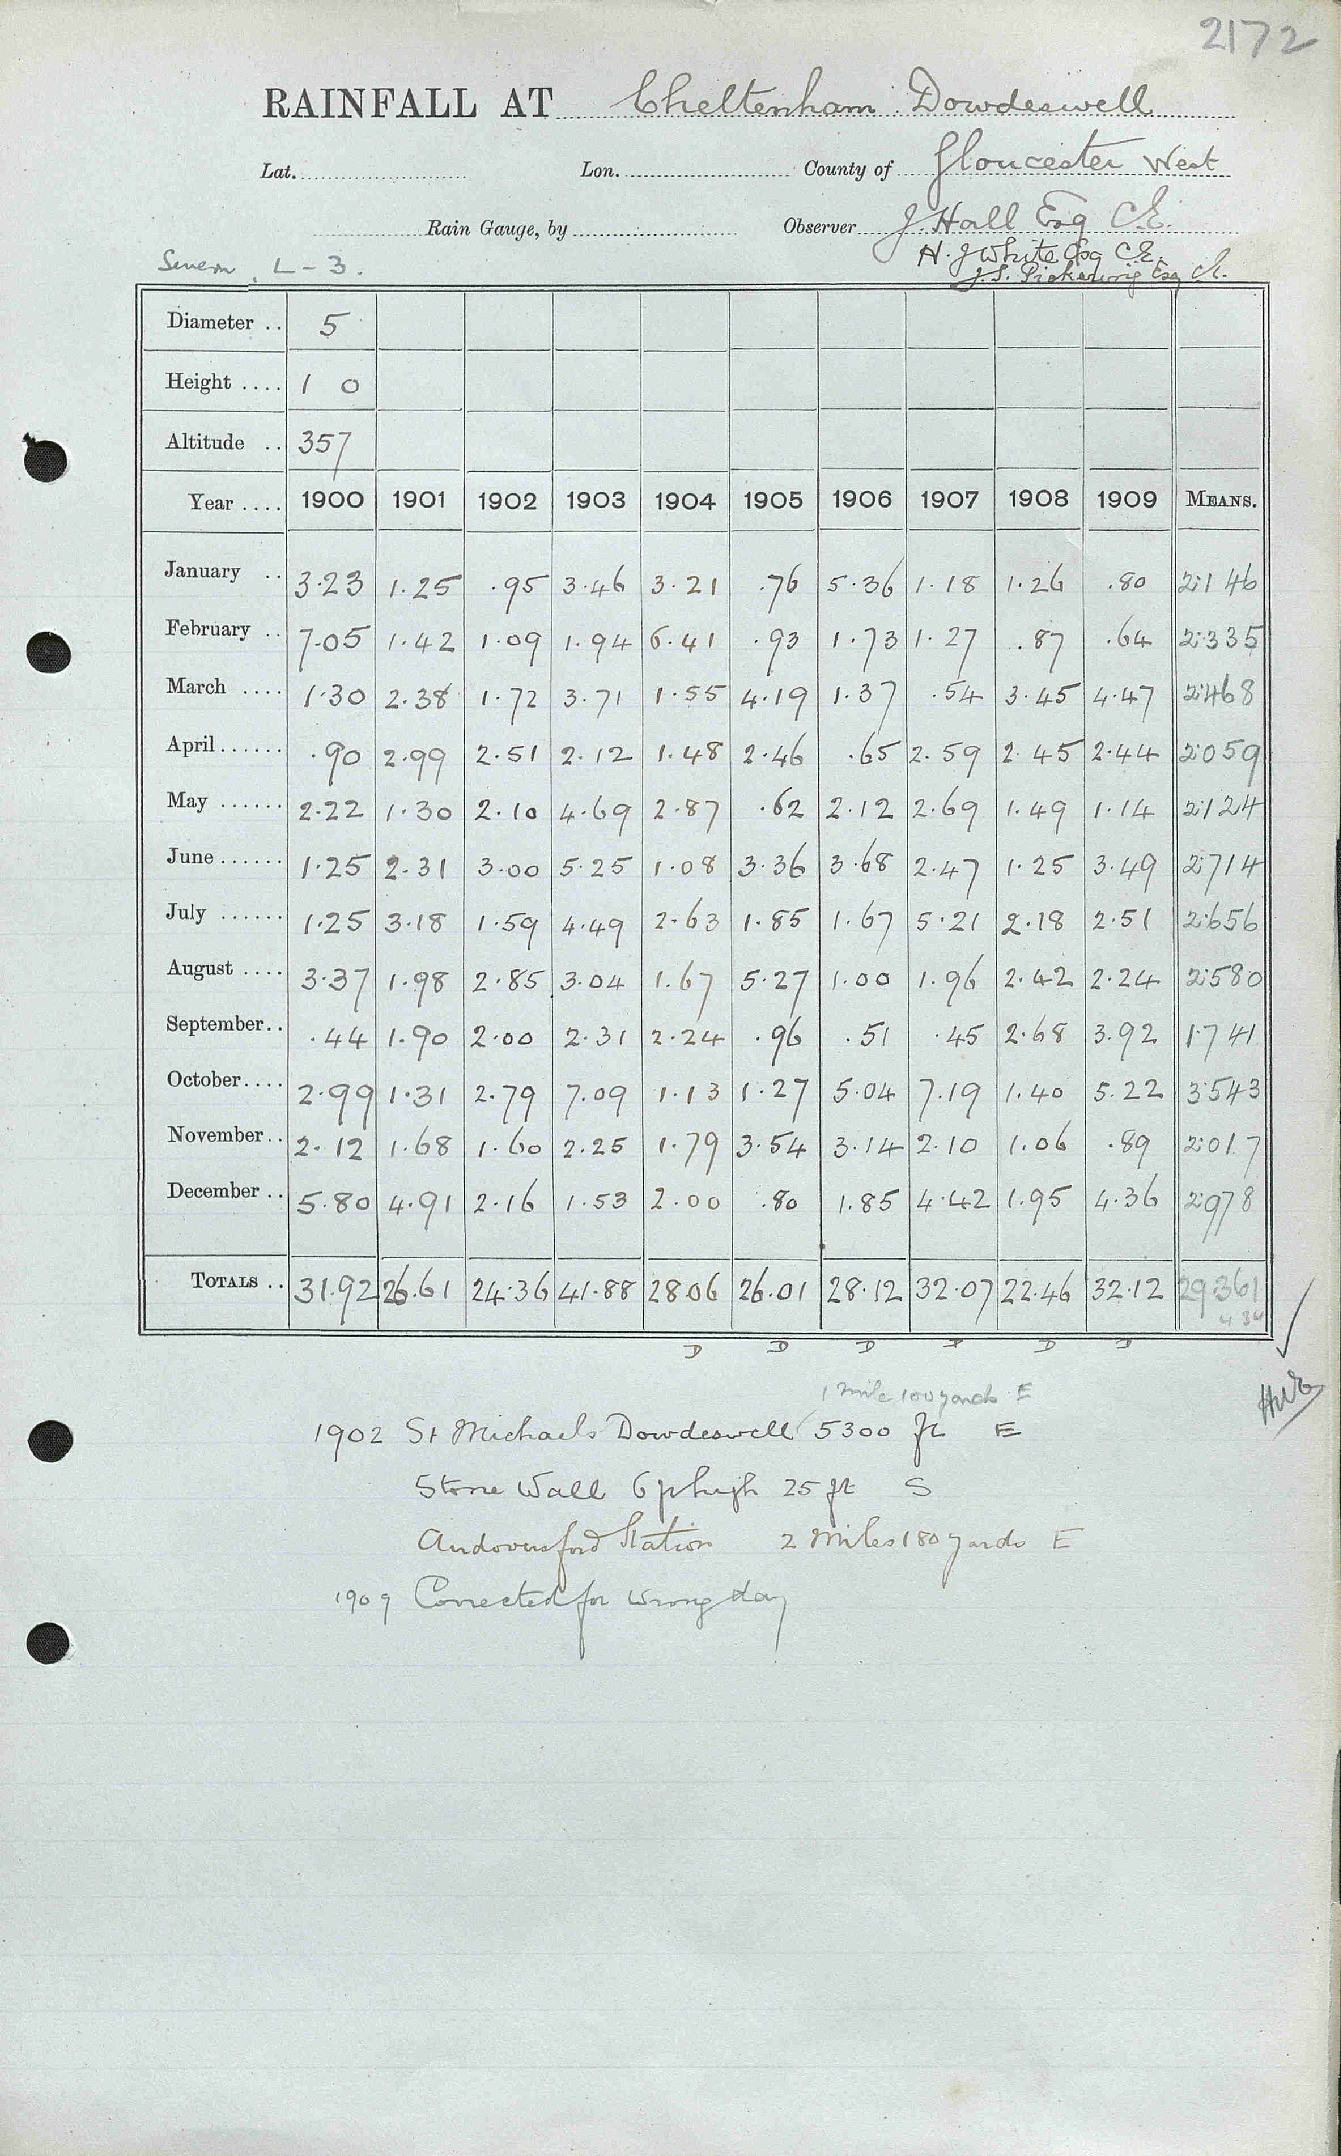 2172
RAINFALL AT Cheltenham: Dowdeswell
Lat. Lon. County of Gloucester West
Rain Gauge, by Observer J. Hall Esq C.E.
H. J White Esq C.E.
Severn L-3. J. S. Pickering Esq C.E.
Diameter .. 5
Height .... 1 0
Altitude .. 357
Year .... 1900 1901 1902 1903 1904 1905 1906 1907 1908 1909 MEANS.
January .. 3.23 1.25 .95 3.46 3.21 .76 5.36 1.18 1.26 .80 2.146
February .. 7.05 1.42 1.09 1.94 6.41 .93 1.73 1.27 .87 .64 2.335
March .... 1.30 2.38 1.72 3.71 1.55 4.19 1.37 .54 3.45 4.47 2.468
April ...... .90 2.99 2.51 2.12 1.48 2.46 .65 2.59 2.45 2.44 2.059
May ...... 2.22 1.30 2.10 4.69 2.87 .62 2.12 2.69 1.49 1.14 2.124
June ...... 1.25 2.31 3.00 5.25 1.08 3.36 3.68 2.47 1.25 3.49 2.714
July ...... 1.25 3.18 1.59 4.49 2.63 1.85 1.67 5.21 2.18 2.51 2.656
August .... 3.37 1.98 2.85 3.04 1.67 5.27 1.00 1.96 2.42 2.24 2.580
September.. .44 1.90 2.00 2.31 2.24 .96 .51 .45 2.68 3.92 1.741
October.... 2.99 1.31 2.79 7.09 1.13 1.27 5.04 7.19 1.40 5.22 3.543
November.. 2.12 1.68 1.60 2.25 1.79 3.54 3.14 2.10 1.06 .89 2.017
December .. 5.80 4.91 2.16 1.53 2.00 .80 1.85 4.42 1.95 4.36 2.978
TOTALS .. 31.92 26.61 24.36 41.88 28.06 26.01 28.12 32.07 22.46 32.12 29.361
D D D D D D
1 mile 100 yards E
1902 St Michaels Dowdeswell 5300 ft E
Stone Wall 6ft high 25 ft S
Andoversford Station 2 Miles 180 yards E
1909 Corrected for wrong day